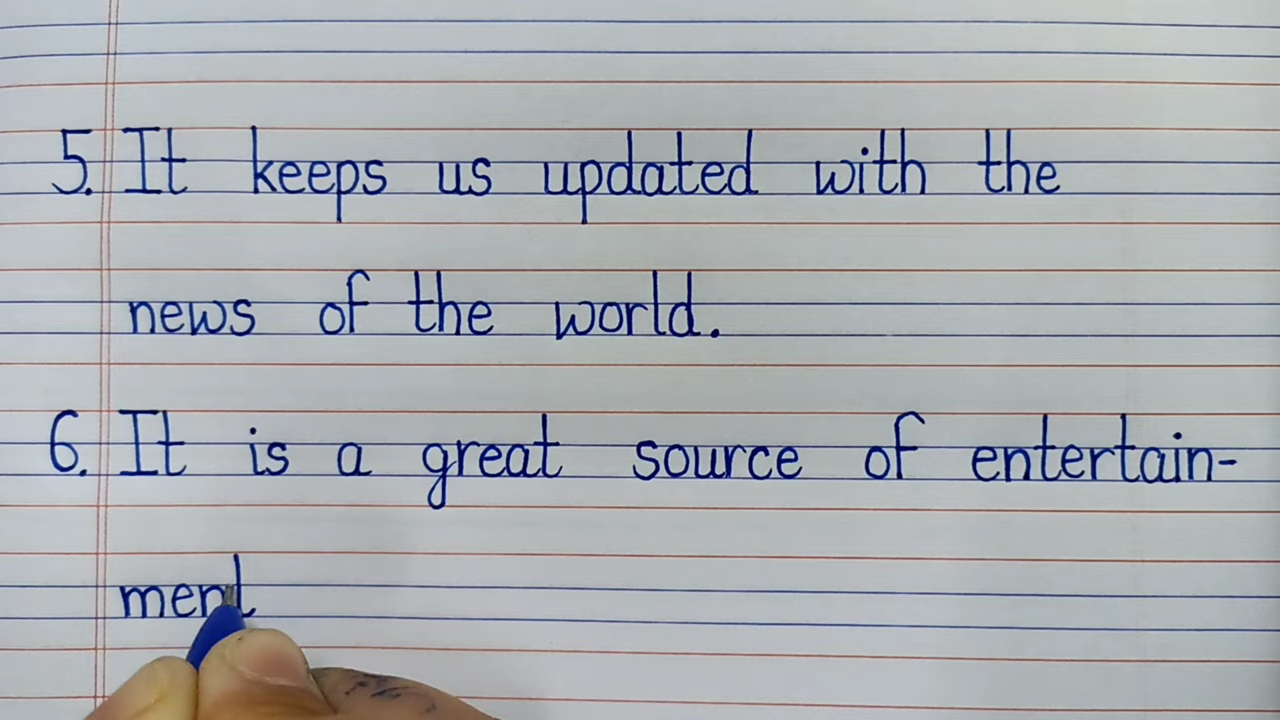 5. It keeps us updated with the
news of the world.
6. It is a great source of entertain-
ment